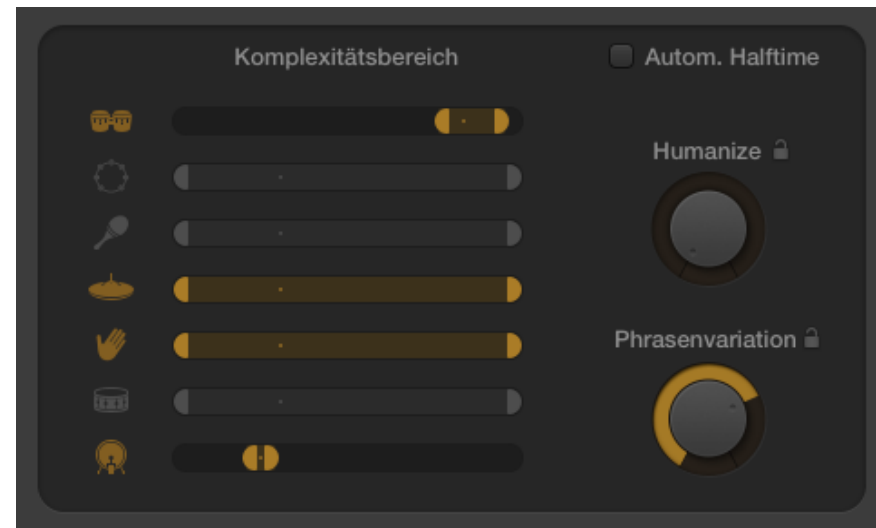 Komplexitätsbereich
Autom. Halftime
Humanize
Phrasenvariation